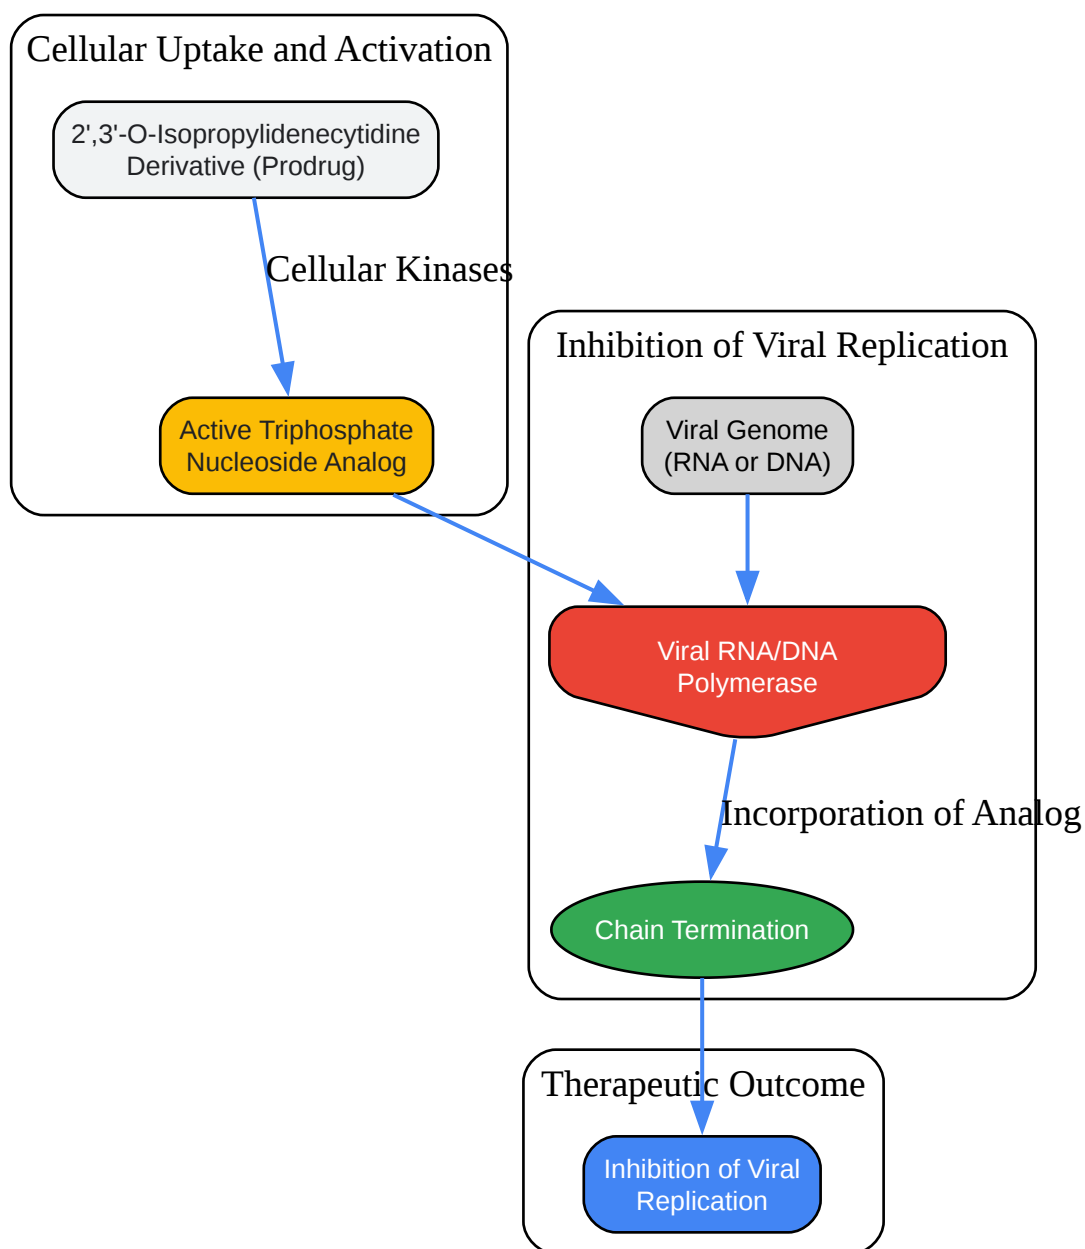 Cellular Uptake and Activation
2',3'-O-Isopropylidenecytidine
Derivative (Prodrug)
Cellular Kinases
Active Triphosphate
Nucleoside Analog
Inhibition of Viral Replication
Viral Genome
(RNA or DNA)
Viral RNA/DNA
Polymerase
Incorporation of Analog
Chain Termination
Therapeutic Outcome
Inhibition of Viral
Replication